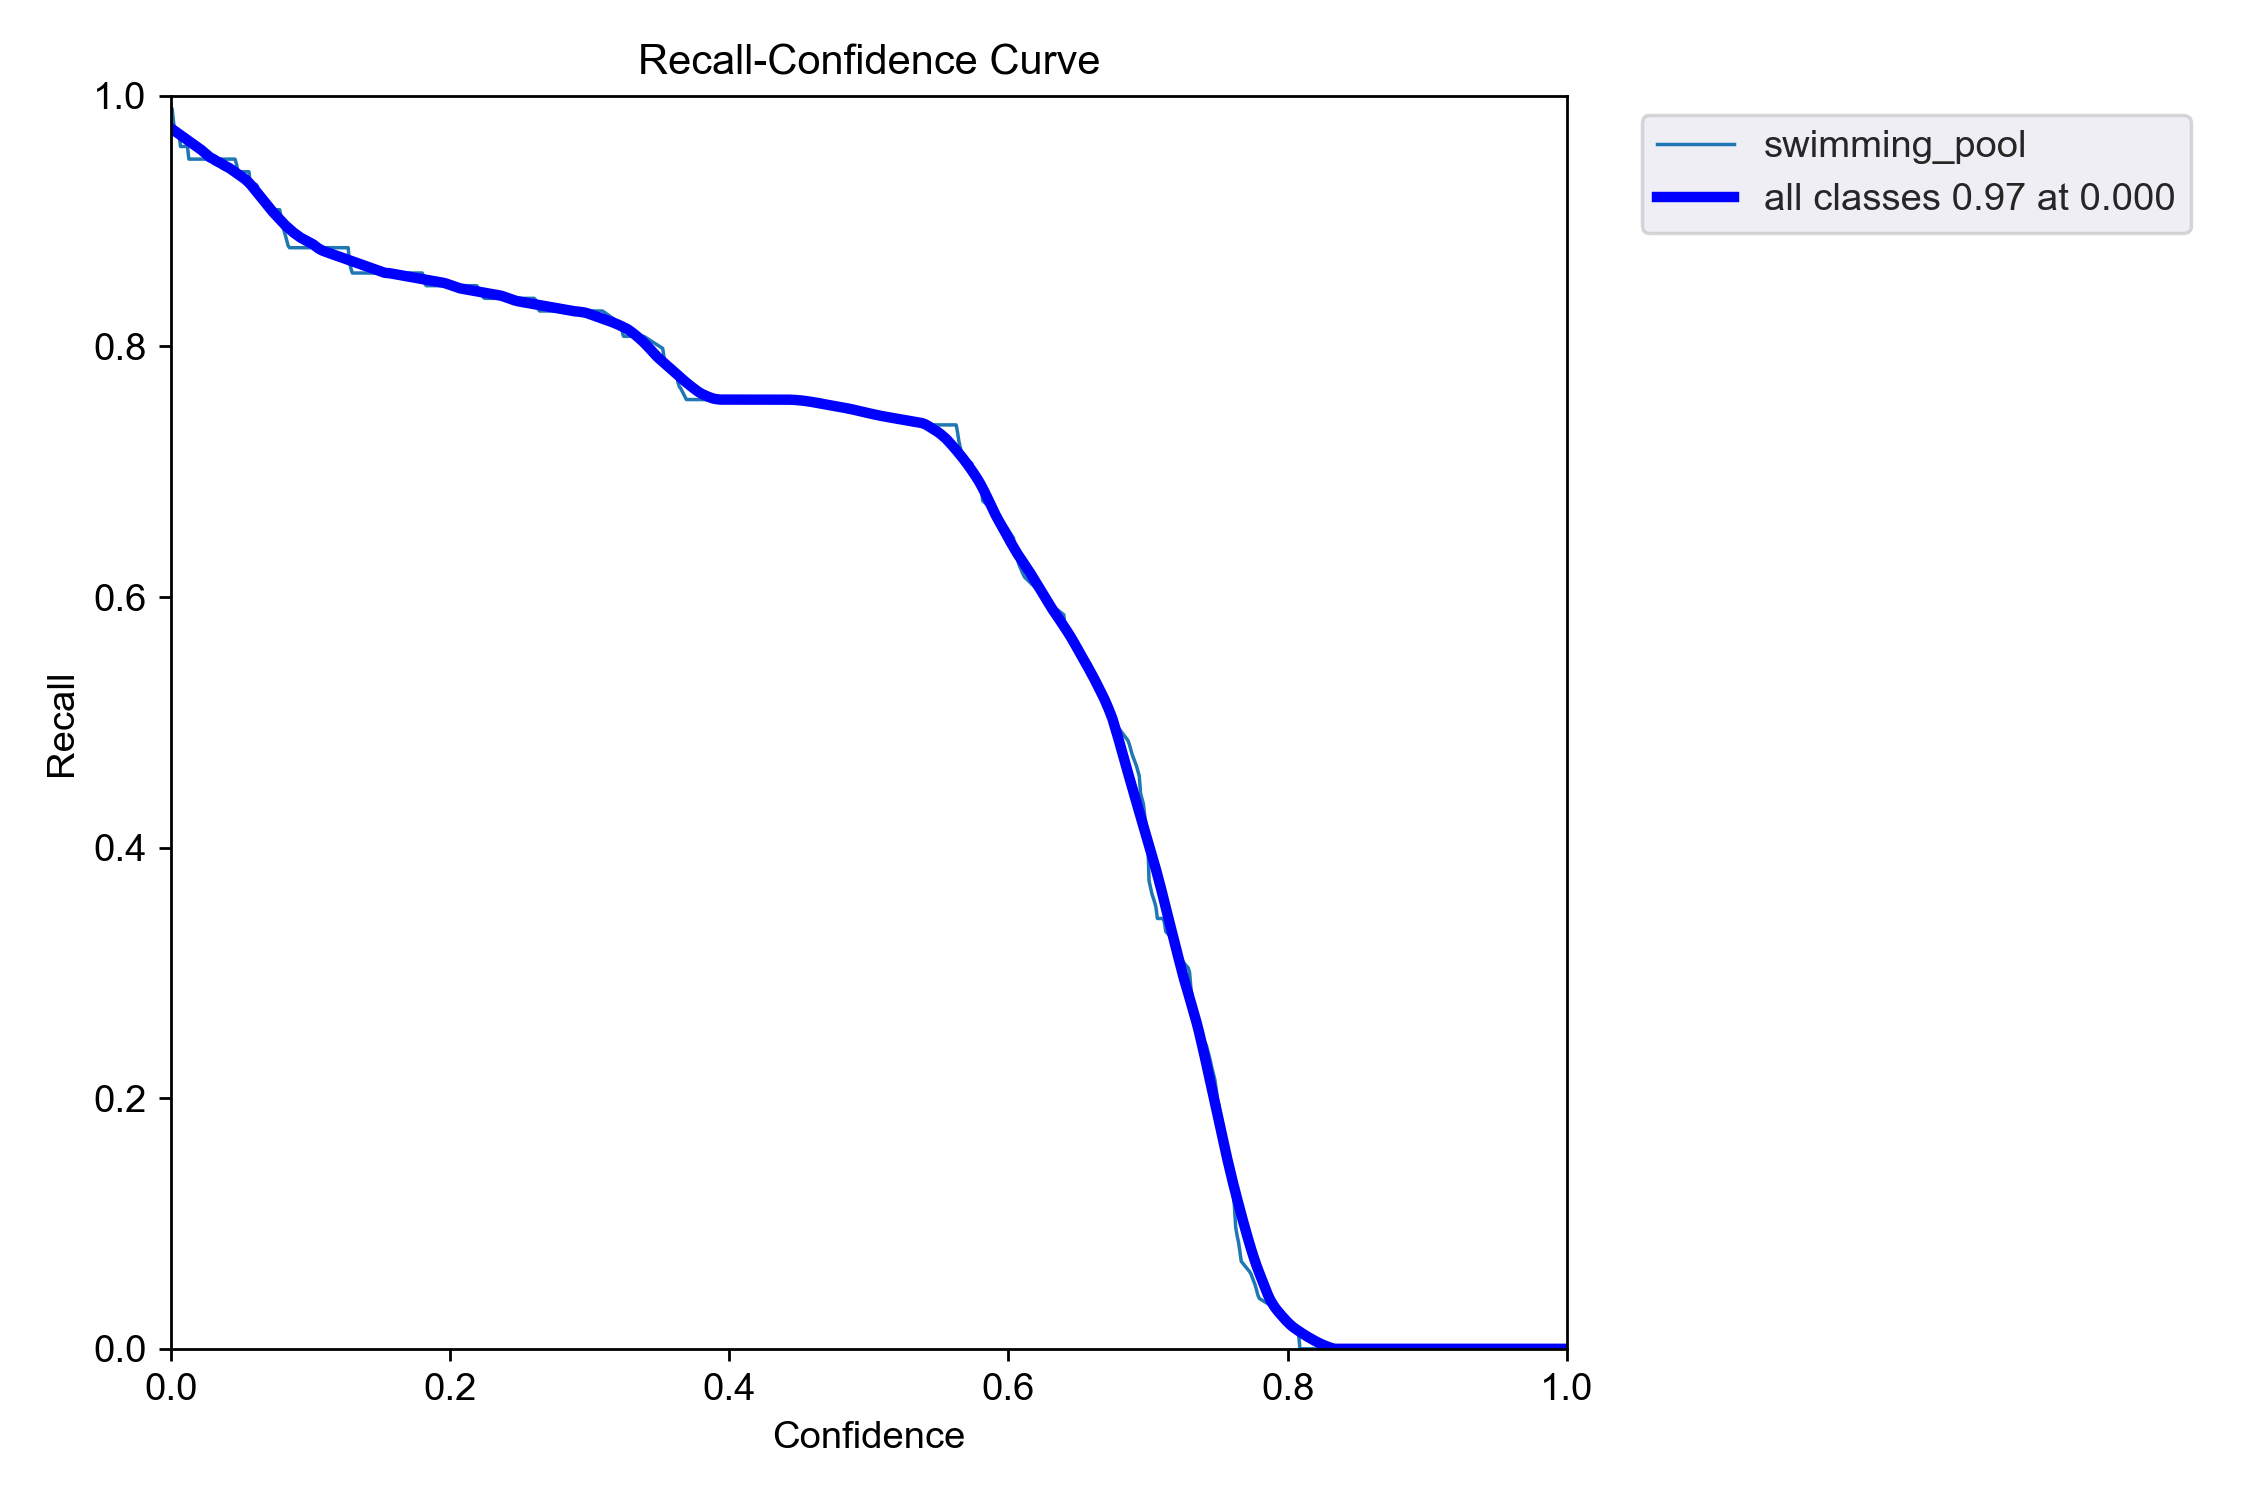 Recall-Confidence Curve
1.0
0.8
0.6
0.4
0.2
0.0
Recall
0.0 0.2 0.4 0.6 0.8 1.0
Confidence
swimming_pool
all classes 0.97 at 0.000